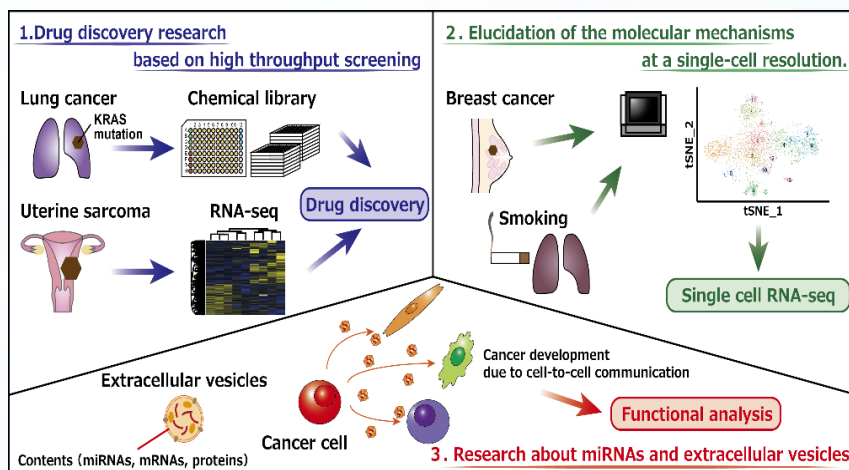 1.Drug discovery research
based on high throughput screening
Lung cancer
KRAS
mutation
Chemical library
Uterine sarcoma
RNA-seq
Drug discovery
2. Elucidation of the molecular mechanisms
at a single-cell resolution.
Breast cancer
Smoking
tSNE_2
tSNE_1
Single cell RNA-seq
Extracellular vesicles
Contents (miRNAs, mRNAs, proteins)
Cancer cell
Cancer development
due to cell-to-cell communication
Functional analysis
3. Research about miRNAs and extracellular vesicles